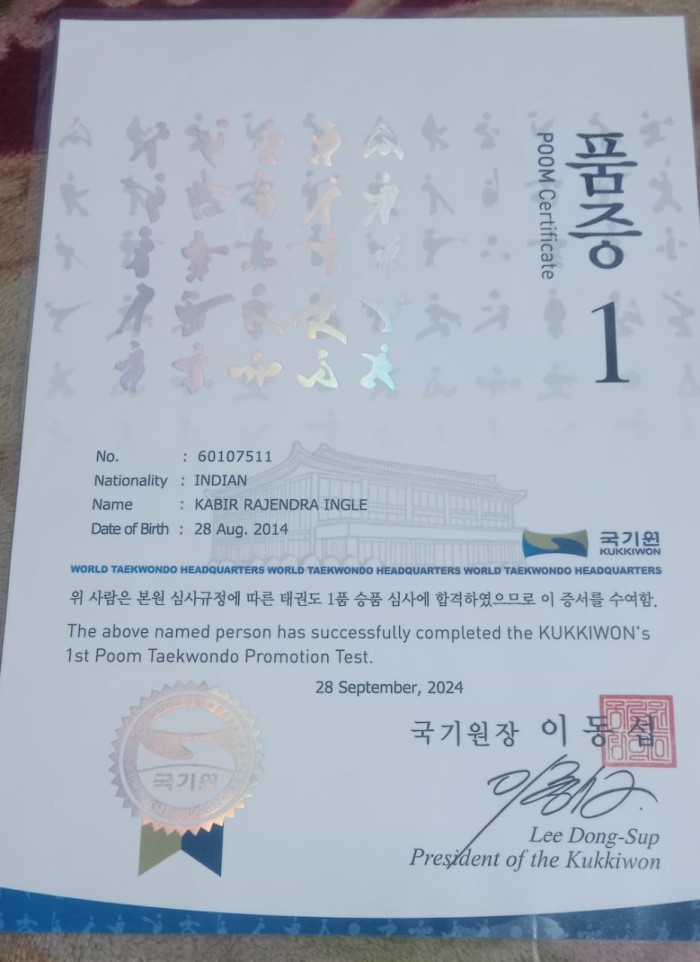 품증
POOM Certificate
1
No. : 60107511
Nationality : INDIAN
Name : KABIR RAJENDRA INGLE
Date of Birth : 28 Aug. 2014
국기원
KUKKIWON
WORLD TAEKWONDO HEADQUARTERS WORLD TAEKWONDO HEADQUARTERS WORLD TAEKWONDO HEADQUARTERS
위 사람은 본원 심사규정에 따른 태권도 1품 승품 심사에 합격하였으므로 이 증서를 수여함.
The above named person has successfully completed the KUKKIWON's
1st Poom Taekwondo Promotion Test.
28 September, 2024
국기원장 이동섭
국기원
Lee Dong-Sup
President of the Kukkiwon